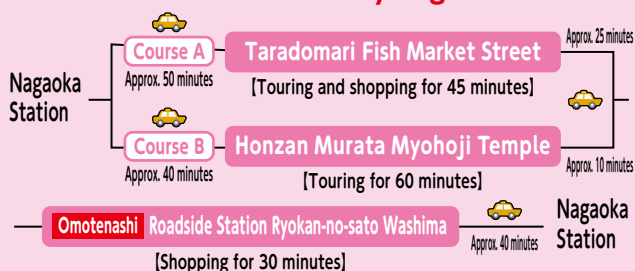 Course A
Taradomari Fish Market Street
Approx. 25 minutes
Approx. 50 minutes
【Touring and shopping for 45 minutes】
Nagaoka
Station
Course B
Honzan Murata Myohoji Temple
Approx. 40 minutes
【Touring for 60 minutes】
Approx. 10 minutes
Omotenashi Roadside Station Ryokan-no-sato Washima
【Shopping for 30 minutes】
Approx. 40 minutes
Nagaoka
Station